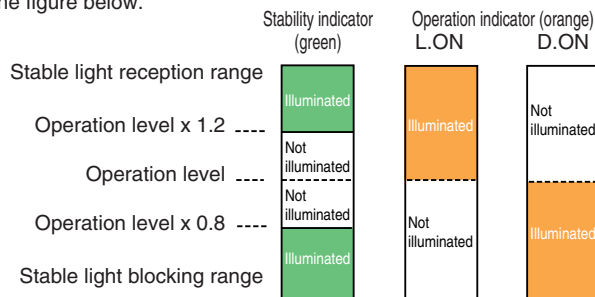 he figure below.
Stability indicator
(green)
Operation indicator (orange)
L.ON
D.ON
Stable light reception range
Operation level x 1.2
Operation level
Operation level x 0.8
Stable light blocking range
Illuminated
Not
illuminated
Not
illuminated
Illuminated
Illuminated
Not
illuminated
Not
illuminated
Illuminated